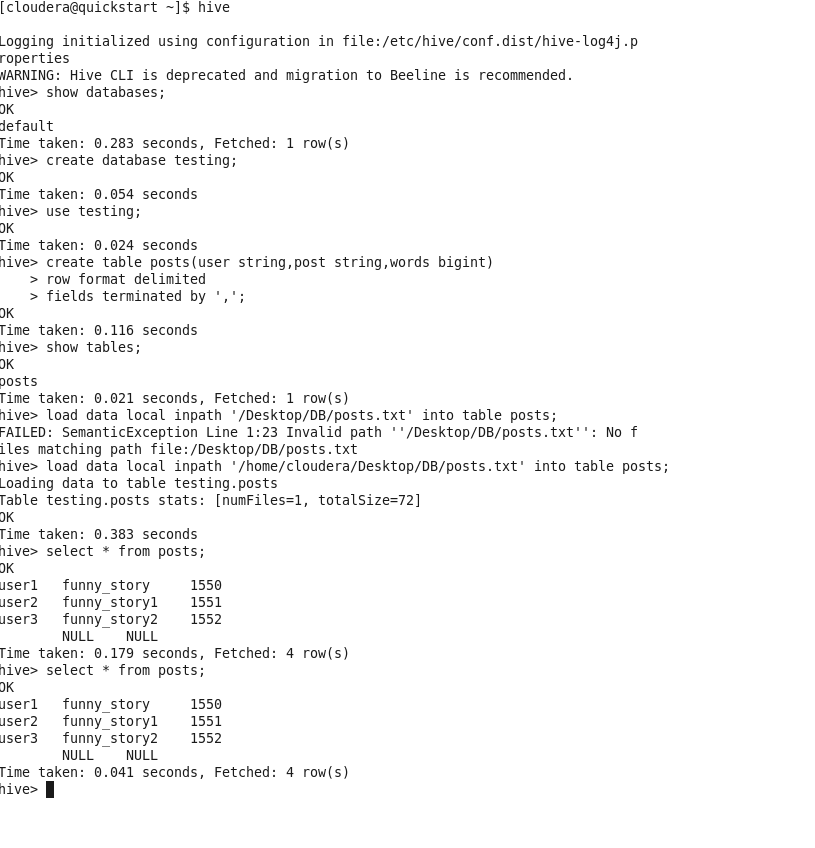 [cloudera@quickstart ~]$ hive
Logging initialized using configuration in file:/etc/hive/conf.dist/hive-log4j.p
roperties
WARNING: Hive CLI is deprecated and migration to Beeline is recommended.
hive> show databases;
OK
default
Time taken: 0.283 seconds, Fetched: 1 row(s)
hive> create database testing;
OK
Time taken: 0.054 seconds
hive> use testing;
OK
Time taken: 0.024 seconds
hive> create table posts(user string,post string,words bigint)
    > row format delimited
    > fields terminated by ',';
OK
Time taken: 0.116 seconds
hive> show tables;
OK
posts
Time taken: 0.021 seconds, Fetched: 1 row(s)
hive> load data local inpath '/Desktop/DB/posts.txt' into table posts;
FAILED: SemanticException Line 1:23 Invalid path ''/Desktop/DB/posts.txt'': No f
iles matching path file:/Desktop/DB/posts.txt
hive> load data local inpath '/home/cloudera/Desktop/DB/posts.txt' into table posts;
Loading data to table testing.posts
Table testing.posts stats: [numFiles=1, totalSize=72]
OK
Time taken: 0.383 seconds
hive> select * from posts;
OK
user1   funny_story     1550
user2   funny_story1    1551
user3   funny_story2    1552
        NULL    NULL
Time taken: 0.179 seconds, Fetched: 4 row(s)
hive> select * from posts;
OK
user1   funny_story     1550
user2   funny_story1    1551
user3   funny_story2    1552
        NULL    NULL
Time taken: 0.041 seconds, Fetched: 4 row(s)
hive>